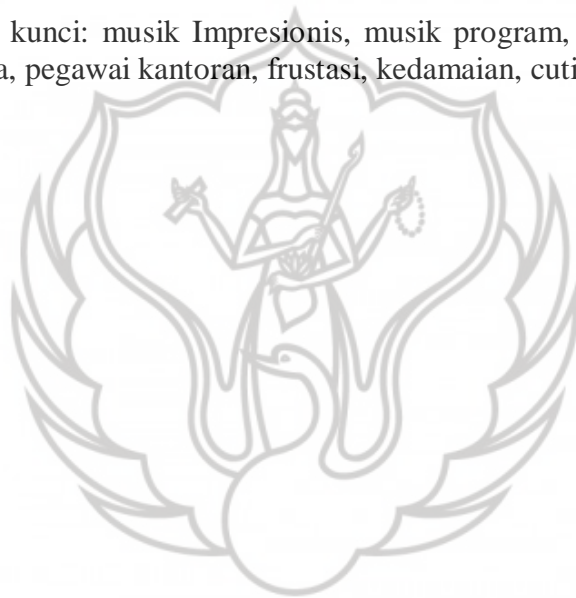 kunci: musik Impresionis, musik program,
a, pegawai kantoran, frustasi, kedamaian, cuti